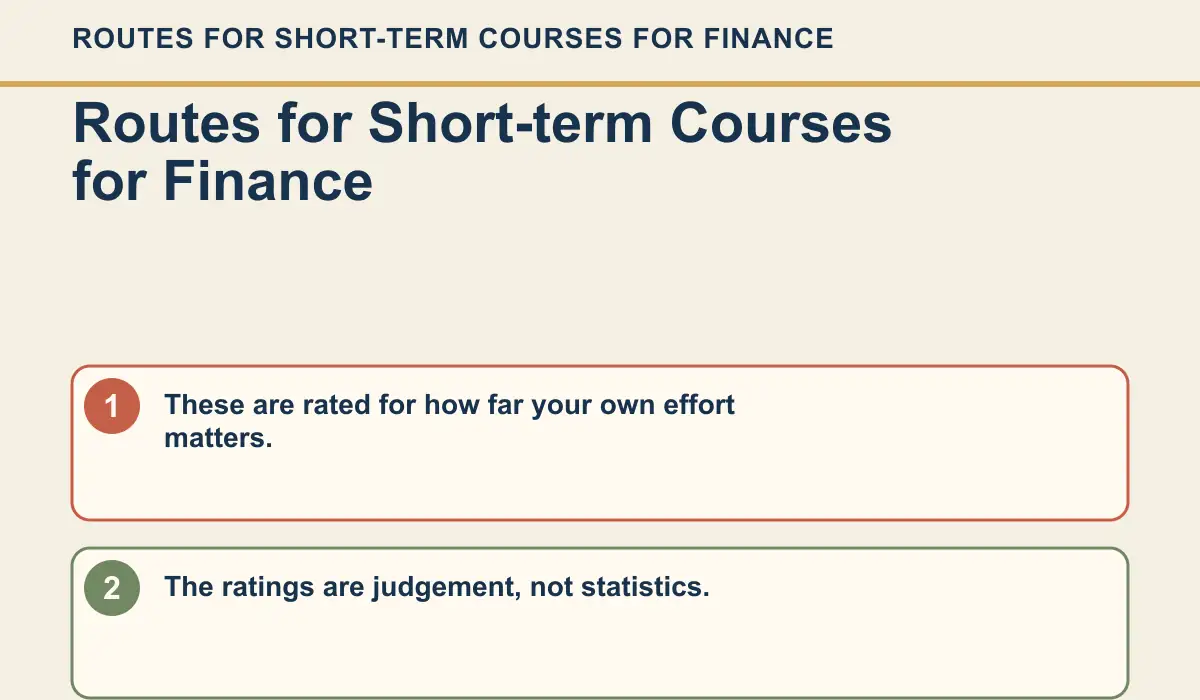 ROUTES FOR SHORT-TERM COURSES FOR FINANCE
Routes for Short-term Courses
for Finance
1
These are rated for how far your own effort
matters.
2
The ratings are judgement, not statistics.